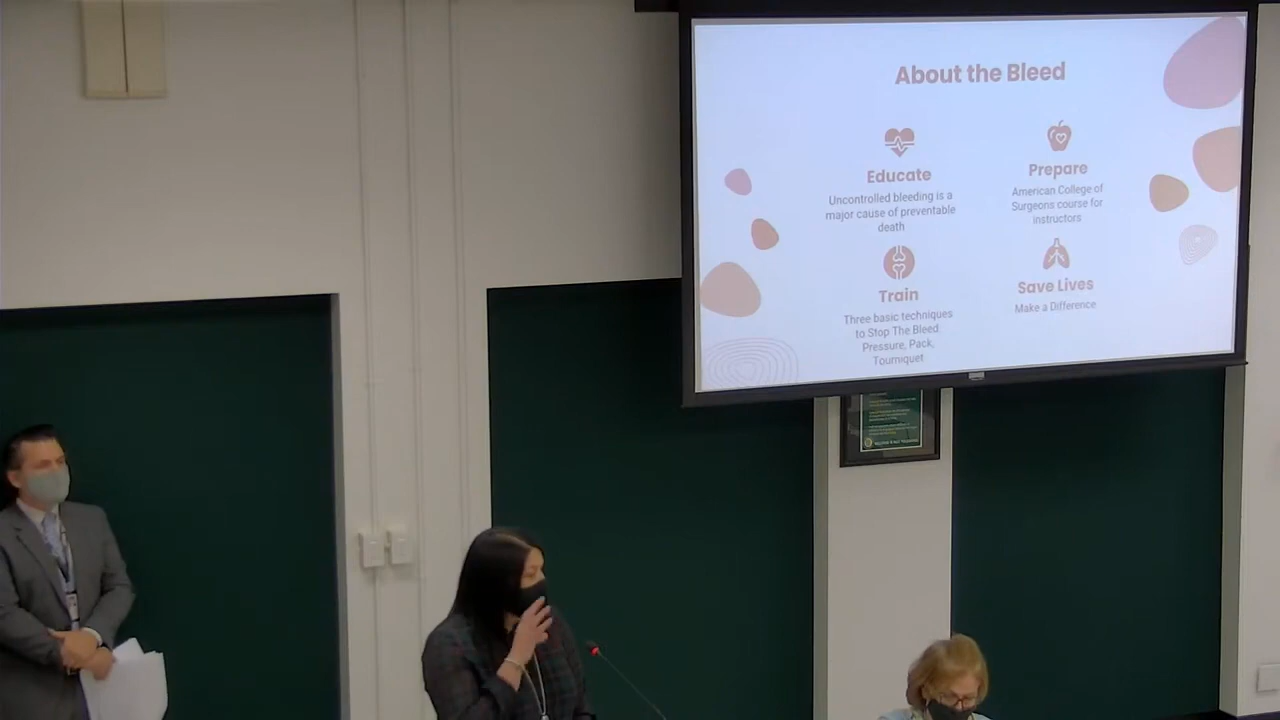 About the Bleed
Educate
Uncontrolled bleeding is a
major cause of preventable
death
Prepare
American College of
Surgeons course for
instructors
Train
Three basic techniques
to Stop The Bleed
Pressure, Pack,
Tourniquet
Save Lives
Make a Difference